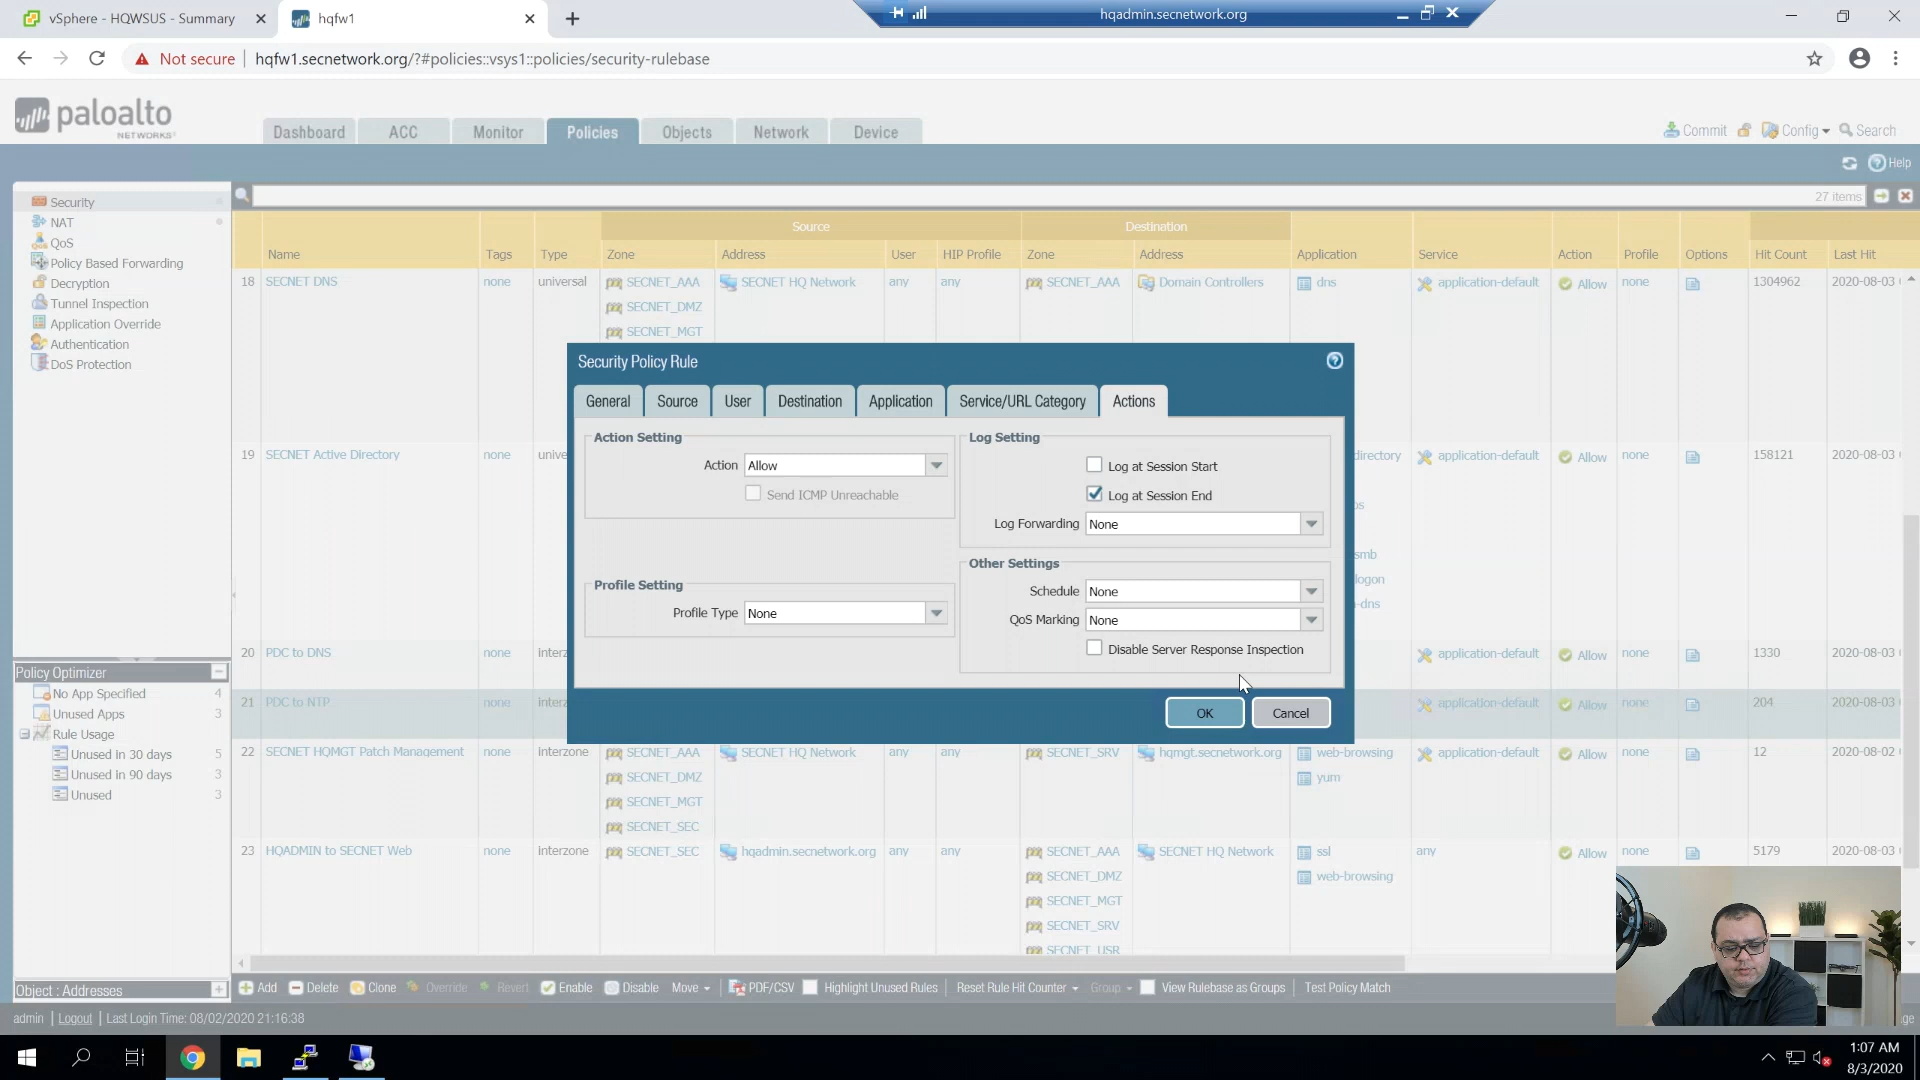 vSphere - HQWSUS - Summary
hqfw1
hqadmin.secnetwork.org
Not secure
hqfw1.secnetwork.org/?#policies::vsys1::policies/security-rulebase
paloalto
NETWORKS
Dashboard
ACC
Monitor
Policies
Objects
Network
Device
Commit
Config
Search
Help
Security
NAT
QoS
Policy Based Forwarding
Decryption
Tunnel Inspection
Application Override
Authentication
DoS Protection
27 items
Source
Destination
Name
Tags
Type
Zone
Address
User
HIP Profile
Zone
Address
Application
Service
Action
Profile
Options
Hit Count
Last Hit
18 SECNET DNS none universal SECNET_AAA SECNET HQ Network any any SECNET_AAA Domain Controllers dns application-default Allow none 1304962 2020-08-03
SECNET_DMZ
SECNET_MGT
Security Policy Rule
General
Source
User
Destination
Application
Service/URL Category
Actions
Action Setting
Action Allow
Send ICMP Unreachable
Profile Setting
Profile Type None
Log Setting
Log at Session Start
Log at Session End
Log Forwarding None
Other Settings
Schedule None
QoS Marking None
Disable Server Response Inspection
OK
Cancel
19 SECNET Active Directory none unive directory application-default Allow none 158121 2020-08-03
smb
logon
-dns
20 PDC to DNS none interz application-default Allow none 1330 2020-08-03
21 PDC to NTP none interz application-default Allow none 204 2020-08-03
22 SECNET HQMGT Patch Management none interzone SECNET_AAA SECNET HQ Network any any SECNET_SRV hqmgt.secnetwork.org web-browsing application-default Allow none 12 2020-08-02
SECNET_DMZ yum
SECNET_MGT
SECNET_SEC
23 HQADMIN to SECNET Web none interzone SECNET_SEC hqadmin.secnetwork.org any any SECNET_AAA SECNET HQ Network ssl any Allow none 5179 2020-08-03
SECNET_DMZ web-browsing
SECNET_MGT
SECNET_SRV
SECNET_USR
Policy Optimizer
No App Specified 4
Unused Apps 3
Rule Usage
Unused in 30 days 5
Unused in 90 days 3
Unused 3
Object : Addresses
Add
Delete
Clone
Override
Revert
Enable
Disable
Move
PDF/CSV
Highlight Unused Rules
Reset Rule Hit Counter
Group
View Rulebase as Groups
Test Policy Match
admin | Logout | Last Login Time: 08/02/2020 21:16:38
1:07 AM
8/3/2020